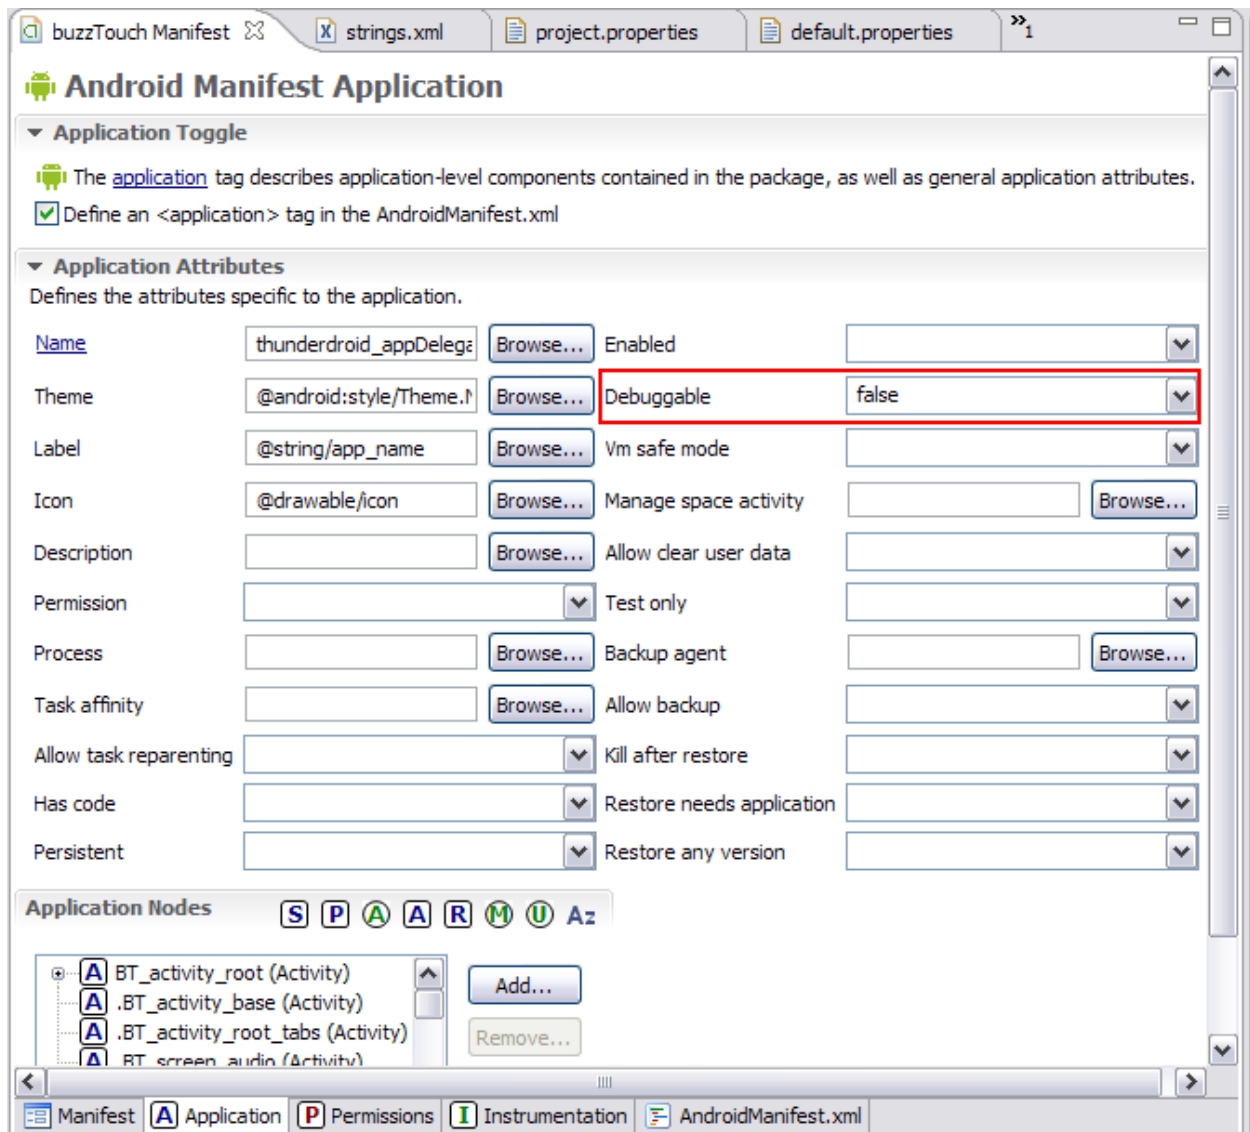 buzzTouch Manifest strings.xml project.properties default.properties »1
Android Manifest Application
Application Toggle
The application tag describes application-level components contained in the package, as well as general application attributes.
Define an <application> tag in the AndroidManifest.xml
Application Attributes
Defines the attributes specific to the application.
Name thunderdroid_appDelega Browse... Enabled
Theme @android:style/Theme.N Browse... Debuggable false
Label @string/app_name Browse... Vm safe mode
Icon @drawable/icon Browse... Manage space activity Browse...
Description Browse... Allow clear user data
Permission Test only
Process Browse... Backup agent Browse...
Task affinity Browse... Allow backup
Allow task reparenting Kill after restore
Has code Restore needs application
Persistent Restore any version
Application Nodes S P A A R M U Az
A BT_activity_root (Activity)
Add...
A .BT_activity_base (Activity)
A .BT_activity_root_tabs (Activity)
Remove...
A .BT_screen_audio (Activity)
Manifest A Application P Permissions I Instrumentation AndroidManifest.xml